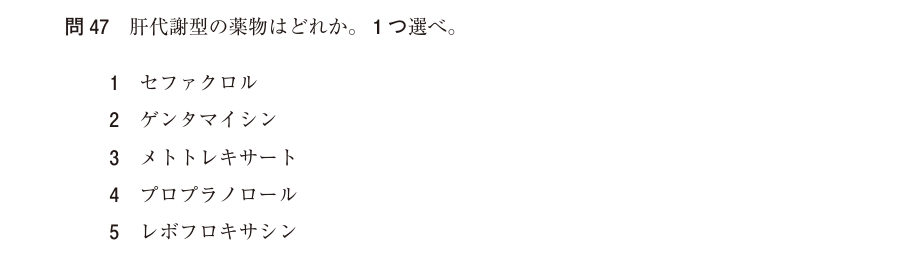 問 47　肝代謝型の薬物はどれか。1つ選べ。
1　セファクロル
2　ゲンタマイシン
3　メトトレキサート
4　プロプラノロール
5　レボフロキサシン